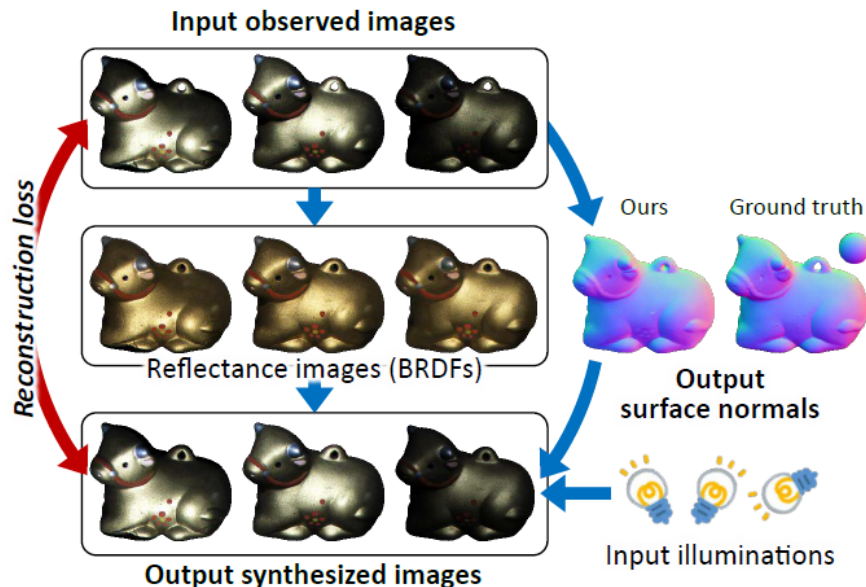 Input observed images
Reconstruction loss
Ours
Ground truth
Reflectance images (BRDFs)
Output
surface normals
Input illuminations
Output synthesized images